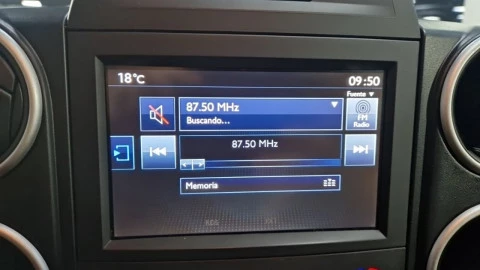 18°C
09:50
Fuente ▼
87.50 MHz
Buscando...
FM
Radio
87.50 MHz
Memoria